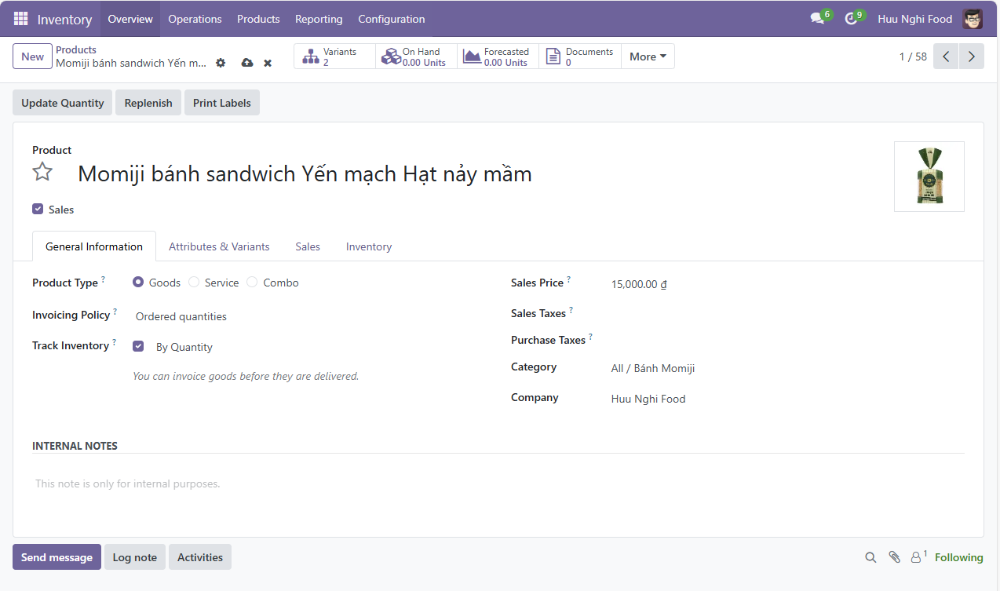 Inventory Overview Operations Products Reporting Configuration 6 9 Huu Nghi Food
New Products Variants On Hand Forecasted Documents More 1 / 58
Momiji bánh sandwich Yến m... 2 0.00 Units 0.00 Units 0
Update Quantity Replenish Print Labels
Product
Momiji bánh sandwich Yến mạch Hạt nảy mầm
Sales
General Information Attributes & Variants Sales Inventory
Product Type ? Goods Service Combo Sales Price ? 15,000.00 ₫
Invoicing Policy ? Ordered quantities Sales Taxes ?
Track Inventory ? By Quantity Purchase Taxes ?
You can invoice goods before they are delivered. Category All / Bánh Momiji
Company Huu Nghi Food
INTERNAL NOTES
This note is only for internal purposes.
Send message Log note Activities 1 Following